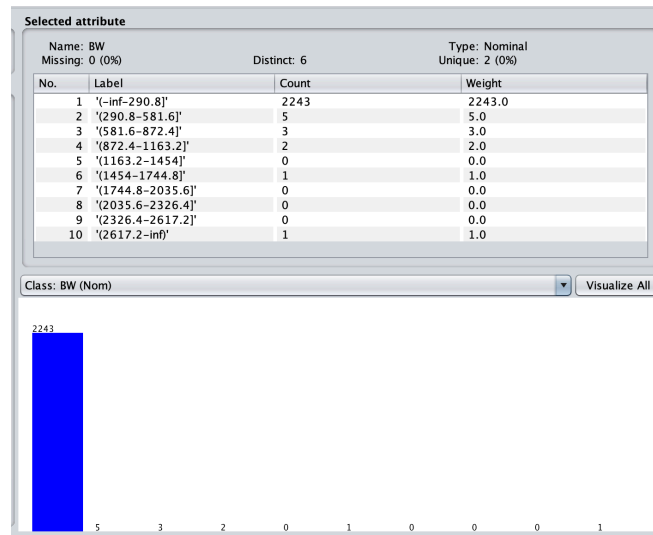 Selected attribute
Name: BW Type: Nominal
Missing: 0 (0%) Distinct: 6 Unique: 2 (0%)
No. Label Count Weight
1 '(-inf-290.8]' 2243 2243.0
2 '(290.8-581.6]' 5 5.0
3 '(581.6-872.4]' 3 3.0
4 '(872.4-1163.2]' 2 2.0
5 '(1163.2-1454]' 0 0.0
6 '(1454-1744.8]' 1 1.0
7 '(1744.8-2035.6]' 0 0.0
8 '(2035.6-2326.4]' 0 0.0
9 '(2326.4-2617.2]' 0 0.0
10 '(2617.2-inf)' 1 1.0
Class: BW (Nom) Visualize All
2243
5 3 2 0 1 0 0 0 1